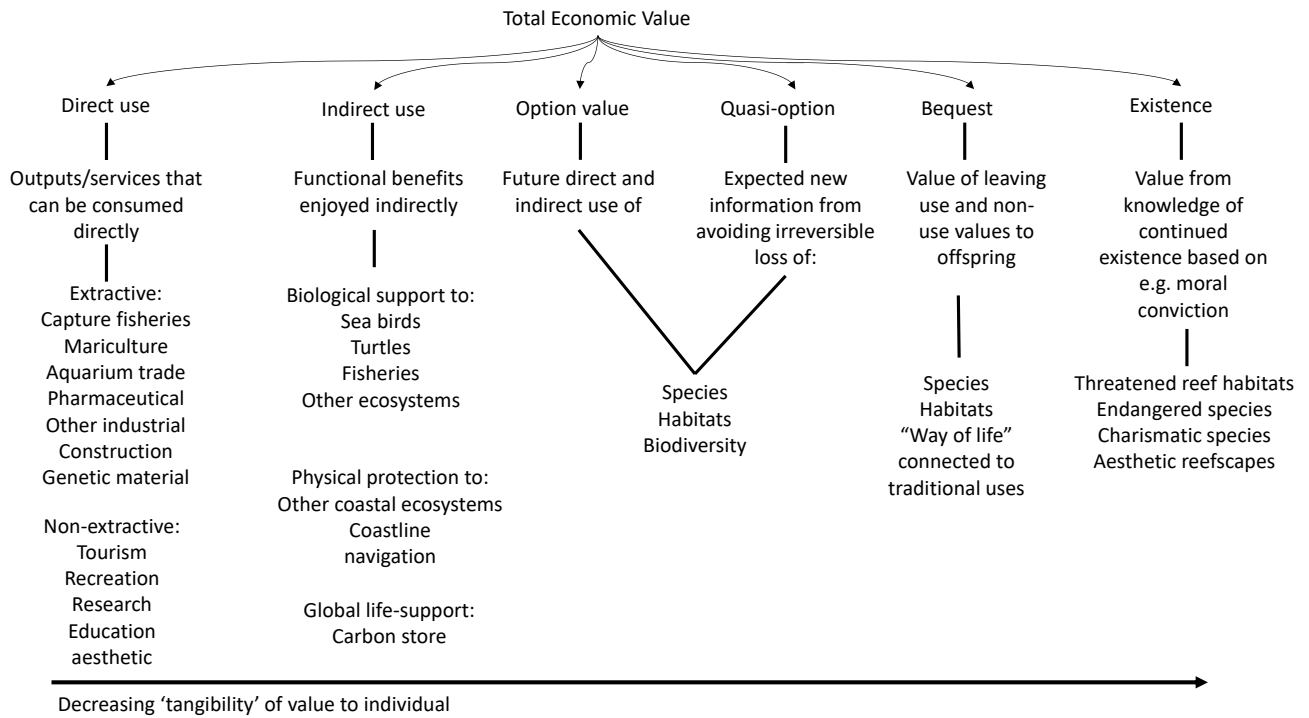 Total Economic Value
Direct use
Outputs/services that
can be consumed
directly
Extractive:
Capture fisheries
Mariculture
Aquarium trade
Pharmaceutical
Other industrial
Construction
Genetic material
Non-extractive:
Tourism
Recreation
Research
Education
aesthetic
Indirect use
Functional benefits
enjoyed indirectly
Biological support to:
Sea birds
Turtles
Fisheries
Other ecosystems
Physical protection to:
Other coastal ecosystems
Coastline
navigation
Global life-support:
Carbon store
Option value
Future direct and
indirect use of
Quasi-option
Expected new
information from
avoiding irreversible
loss of:
Species
Habitats
Biodiversity
Bequest
Value of leaving
use and non-
use values to
offspring
Species
Habitats
“Way of life”
connected to
traditional uses
Existence
Value from
knowledge of
continued
existence based on
e.g. moral
conviction
Threatened reef habitats
Endangered species
Charismatic species
Aesthetic reefscapes
Decreasing ‘tangibility’ of value to individual